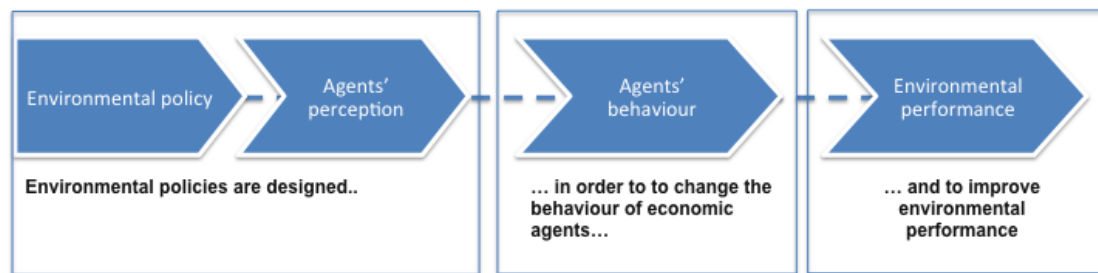 Environmental policy
Agents'
perception
Agents'
behaviour
Environmental
performance
Environmental policies are designed..
… in order to to change the
behaviour of economic
agents…
… and to improve
environmental
performance